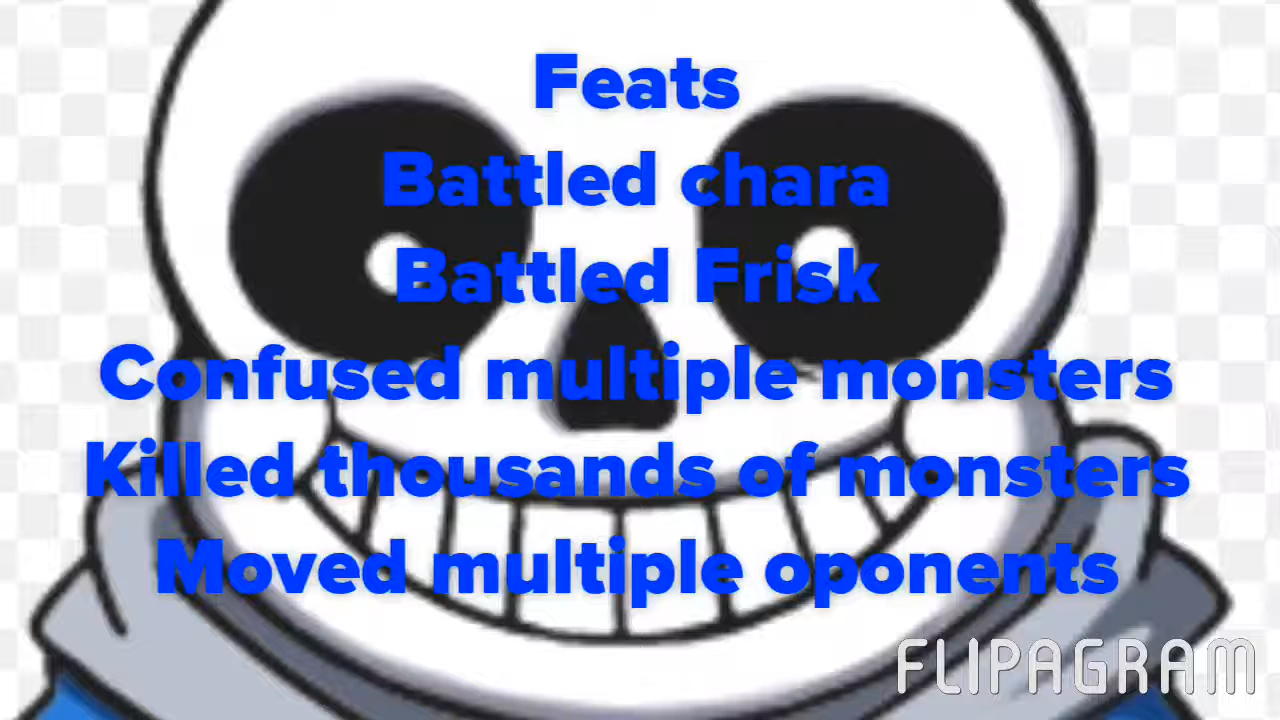 Feats
Battled chara
Battled Frisk
Confused multiple monsters
Killed thousands of monsters
Moved multiple oponents
FLIPAGRAM